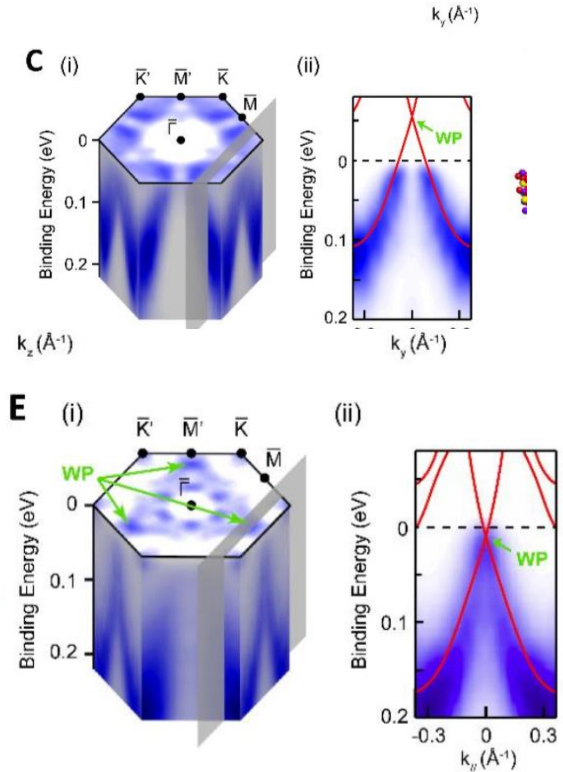 k_y (Å⁻¹)
C (i) (ii)
K̅' M̅' K̅
M̅
Γ̅
WP
Binding Energy (eV)
0
0.1
0.2
Binding Energy (eV)
0
0.1
0.2
k_z (Å⁻¹)
k_y (Å⁻¹)
E (i) (ii)
K̅' M̅' K̅
M̅
WP
Γ̅
Binding Energy (eV)
0
0.1
0.2
Binding Energy (eV)
0
0.1
0.2
WP
-0.3 0 0.3
k_// (Å⁻¹)